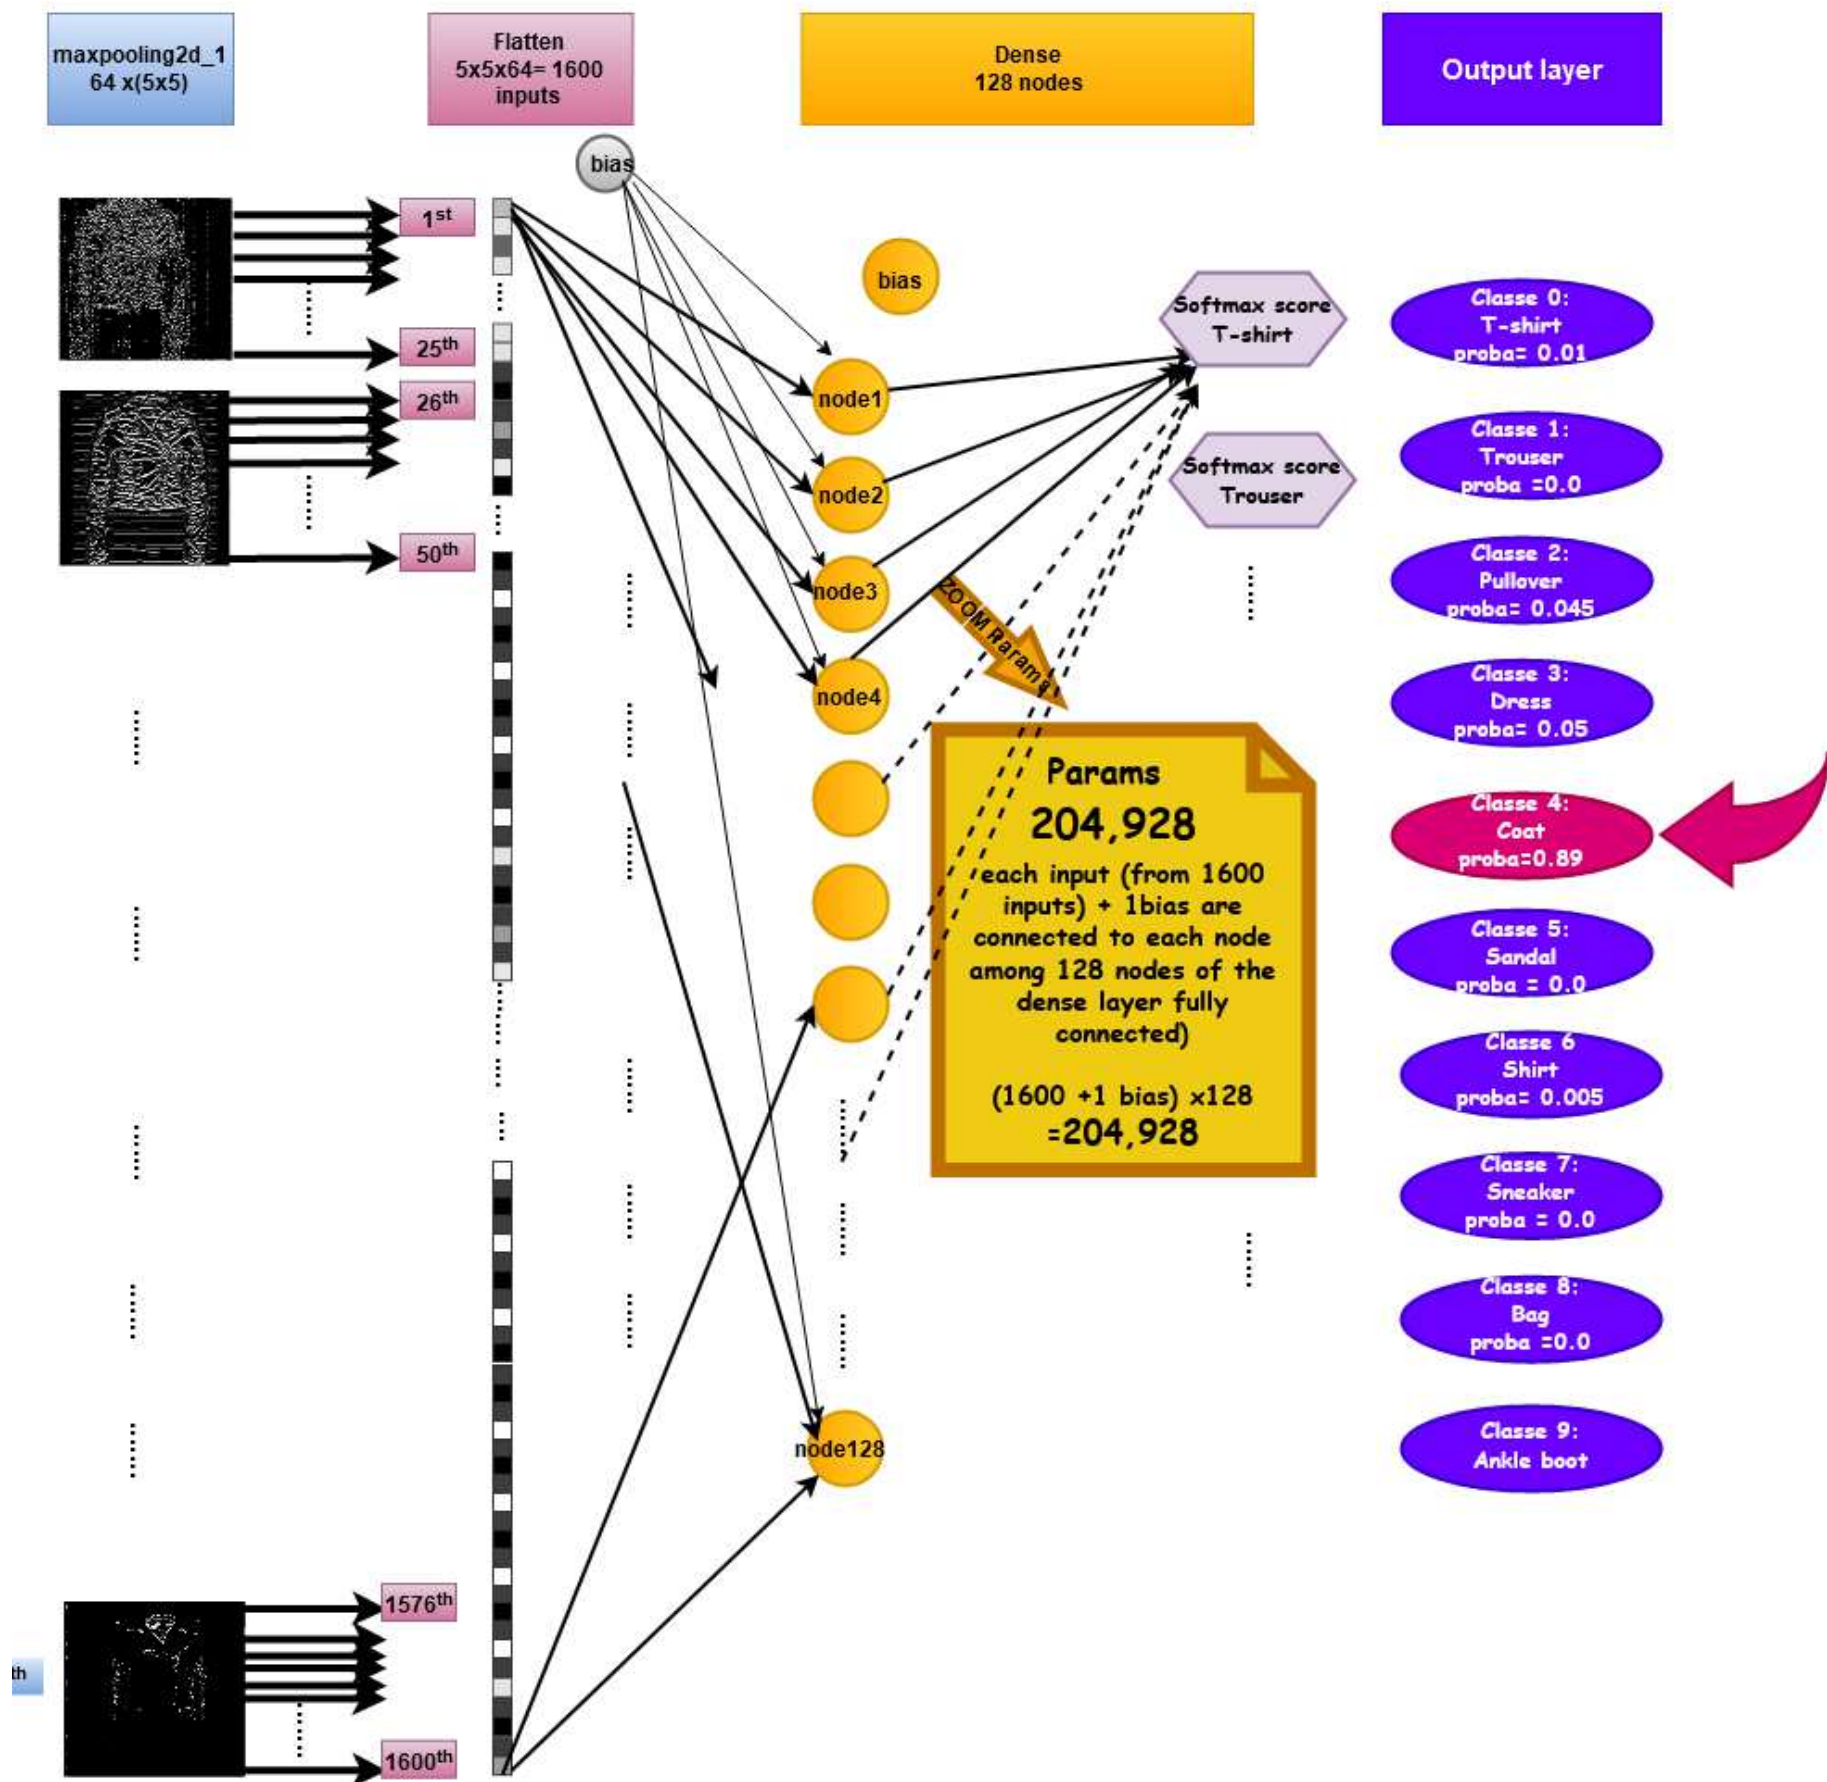 maxpooling2d_1
64 x(5x5)
Flatten
5x5x64= 1600
inputs
Dense
128 nodes
Output layer
bias
1st
25th
26th
50th
1576th
1600th
th
bias
node1
node2
node3
node4
node128
Softmax score
T-shirt
Softmax score
Trouser
ZOOM Rarams
Params
204,928
each input (from 1600
inputs) + 1bias are
connected to each node
among 128 nodes of the
dense layer fully
connected)
(1600 +1 bias) x128
=204,928
Classe 0:
T-shirt
proba= 0.01
Classe 1:
Trouser
proba =0.0
Classe 2:
Pullover
proba= 0.045
Classe 3:
Dress
proba= 0.05
Classe 4:
Coat
proba=0.89
Classe 5:
Sandal
proba = 0.0
Classe 6
Shirt
proba= 0.005
Classe 7:
Sneaker
proba = 0.0
Classe 8:
Bag
proba =0.0
Classe 9:
Ankle boot